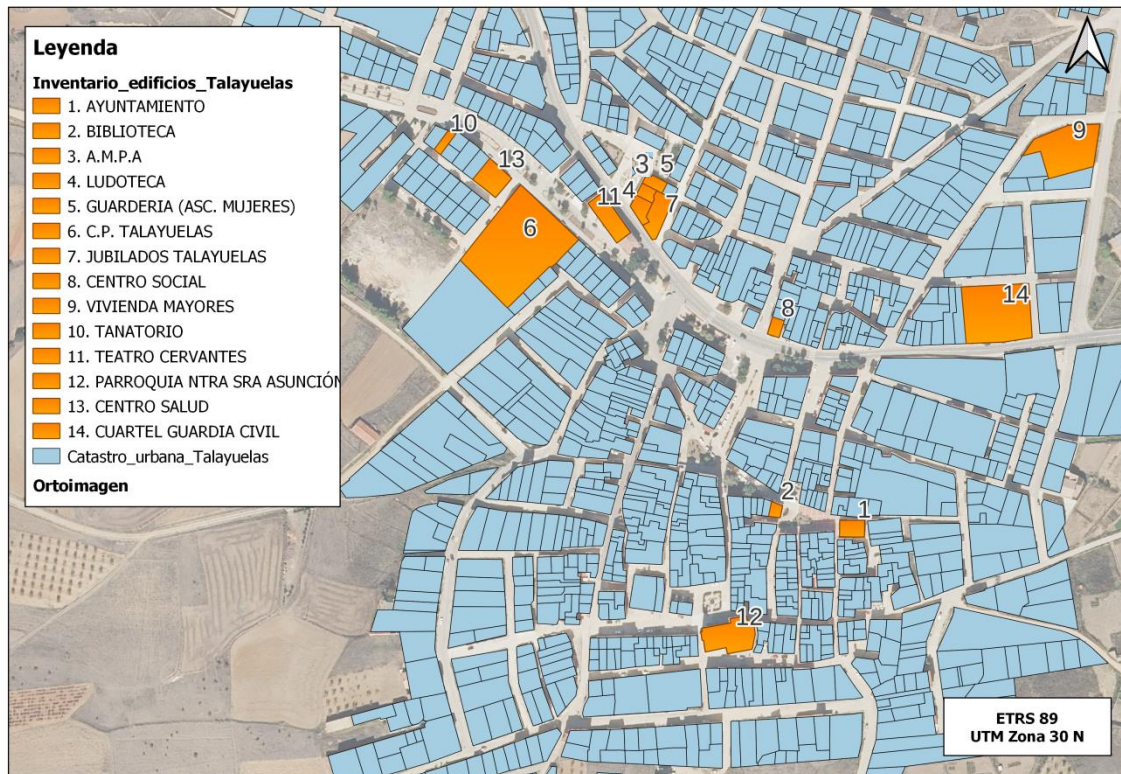 Leyenda
Inventario_edificios_Talayuelas
1. AYUNTAMIENTO
2. BIBLIOTECA
3. A.M.P.A
4. LUDOTECA
5. GUARDERIA (ASC. MUJERES)
6. C.P. TALAYUELAS
7. JUBILADOS TALAYUELAS
8. CENTRO SOCIAL
9. VIVIENDA MAYORES
10. TANATORIO
11. TEATRO CERVANTES
12. PARROQUIA NTRA SRA ASUNCIÓN
13. CENTRO SALUD
14. CUARTEL GUARDIA CIVIL
Catastro_urbana_Talayuelas
Ortoimagen
10
9
13
3
5
4
11
7
6
14
8
2
1
12
ETRS 89
UTM Zona 30 N